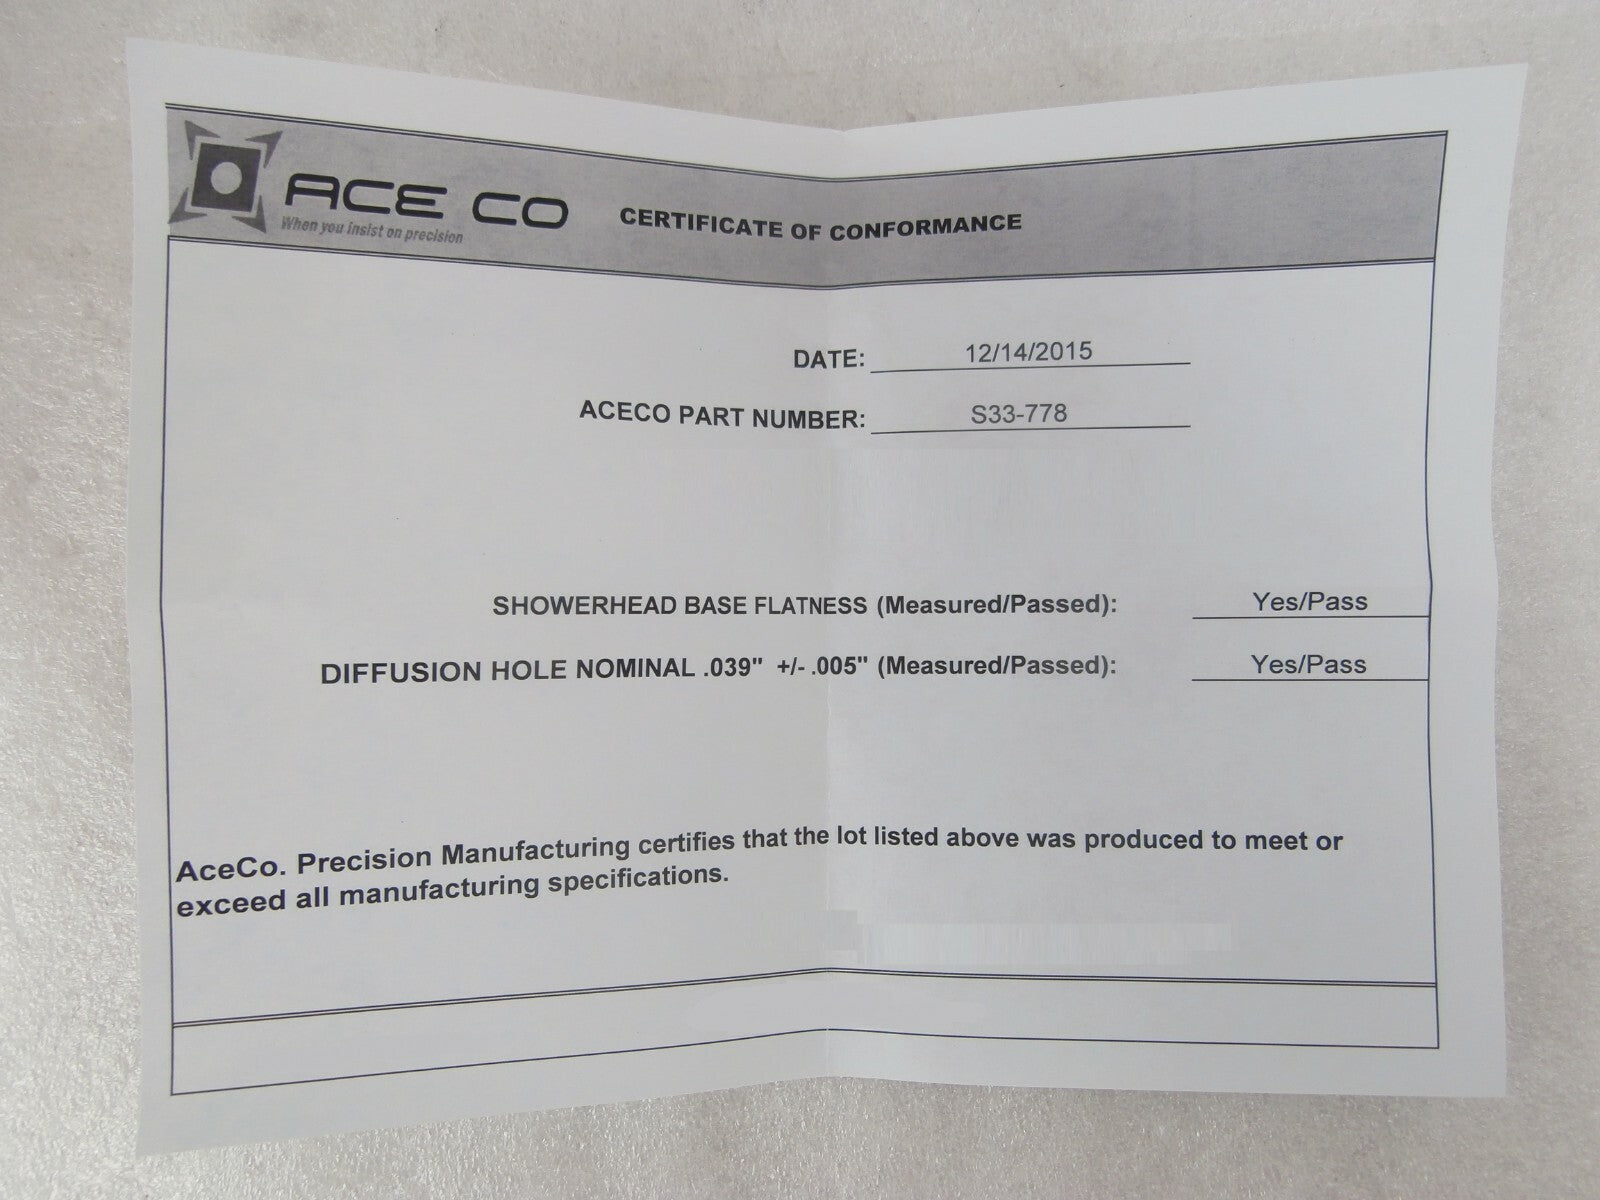 ACE CO
When you insist on precision
CERTIFICATE OF CONFORMANCE
DATE: 12/14/2015
ACECO PART NUMBER: S33-778
SHOWERHEAD BASE FLATNESS (Measured/Passed): Yes/Pass
DIFFUSION HOLE NOMINAL .039" +/- .005" (Measured/Passed): Yes/Pass
AceCo. Precision Manufacturing certifies that the lot listed above was produced to meet or
exceed all manufacturing specifications.